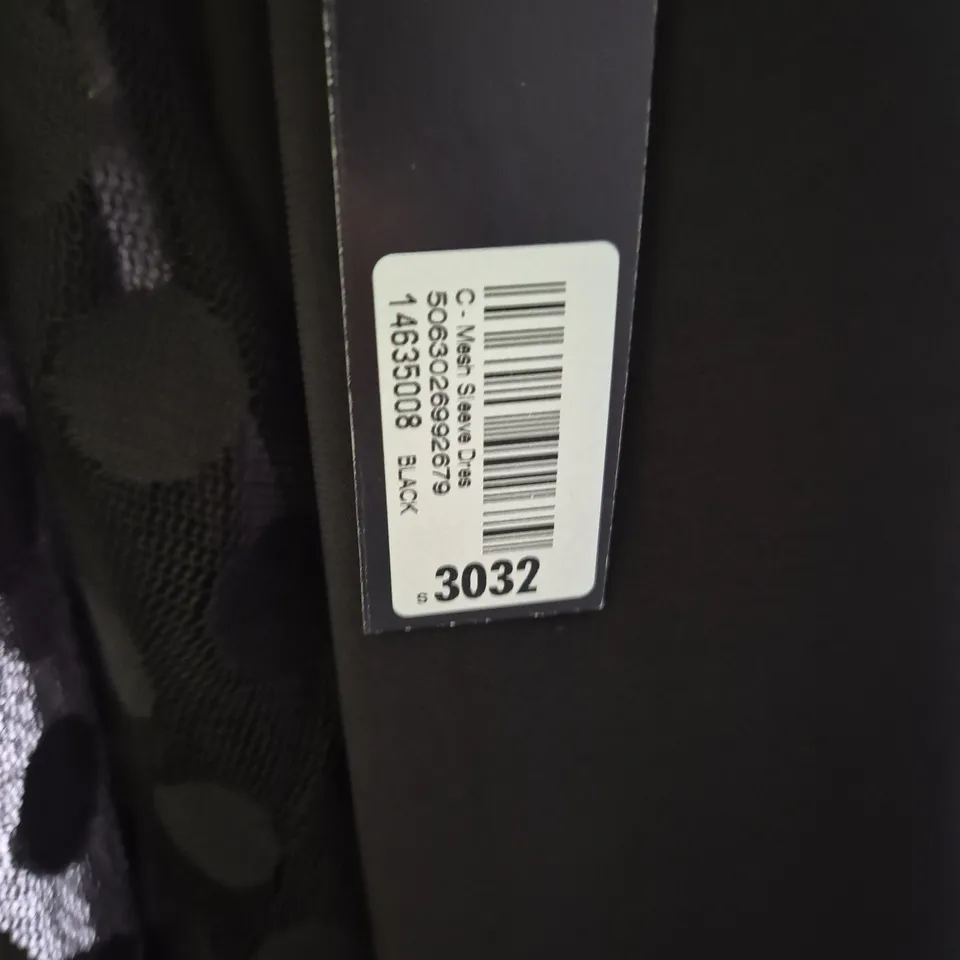 C - Mesh Sleeve Dres
5063026992679
14635008 BLACK
S 3032